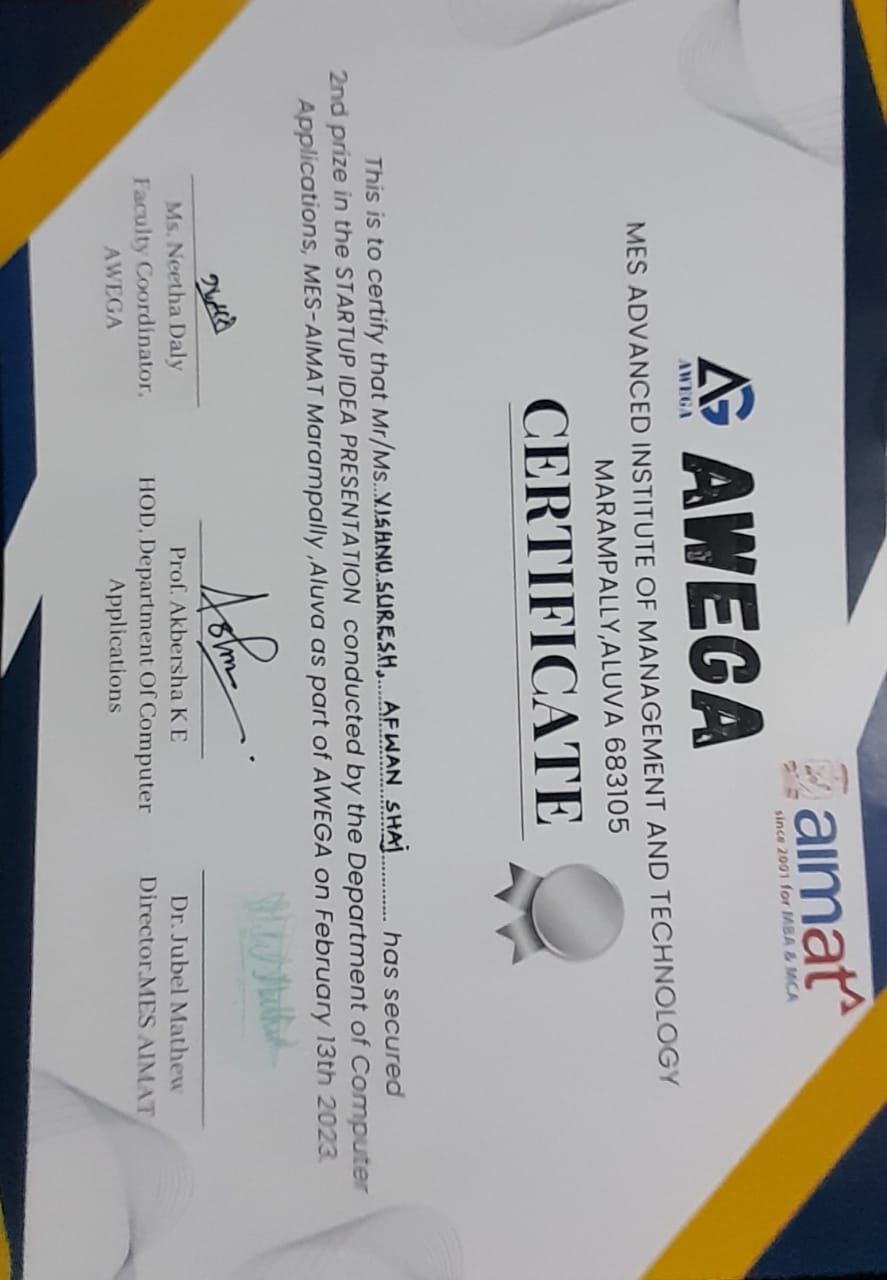 aimat
since 2001 for MBA & MCA
AG AWEGA
AWEGA
MES ADVANCED INSTITUTE OF MANAGEMENT AND TECHNOLOGY
MARAMPALLY,ALUVA 683105
CERTIFICATE
This is to certify that Mr/Ms..VISHNU SURESH,...AFWAN SHAJ............ has secured
2nd prize in the STARTUP IDEA PRESENTATION conducted by the Department of Computer
Applications, MES-AIMAT Marampally ,Aluva as part of AWEGA on February 13th 2023.
Ms. Neetha Daly
Faculty Coordinator,
AWEGA
Prof. Akbersha K E
HOD, Department Of Computer
Applications
Dr. Jubel Mathew
Director.MES AIMAT